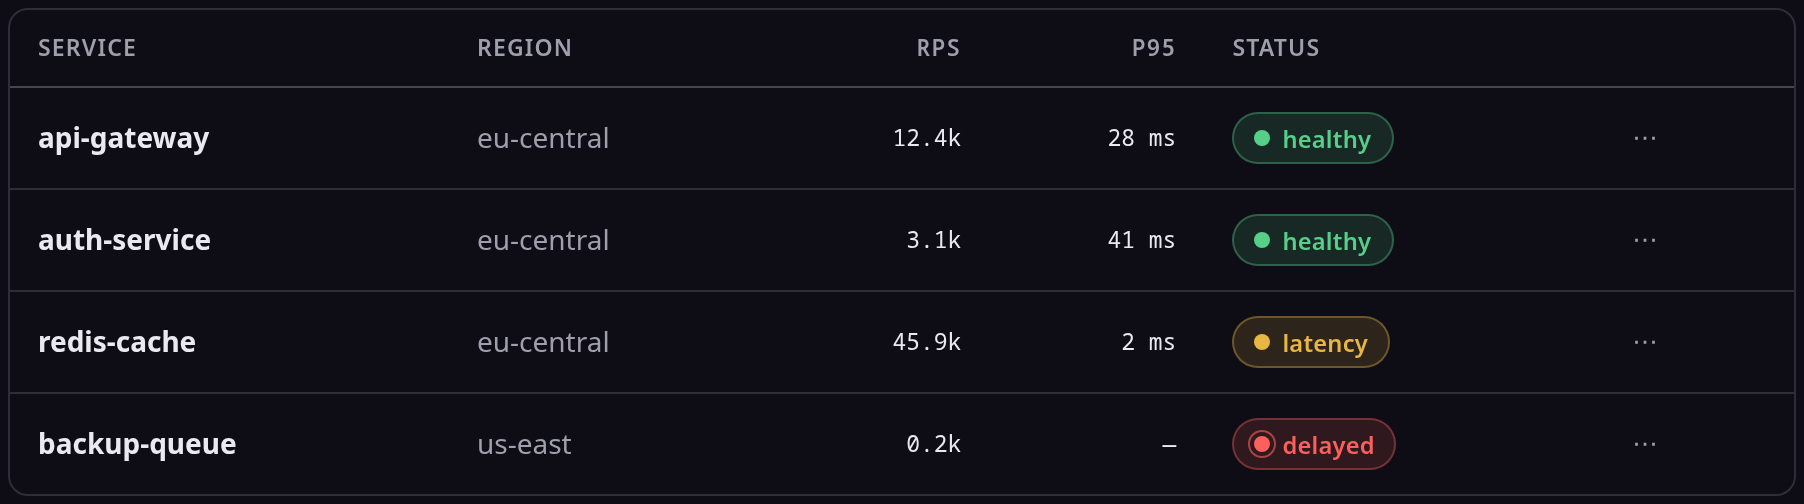 SERVICE REGION RPS P95 STATUS
api-gateway eu-central 12.4k 28 ms healthy ···
auth-service eu-central 3.1k 41 ms healthy ···
redis-cache eu-central 45.9k 2 ms latency ···
backup-queue us-east 0.2k — delayed ···